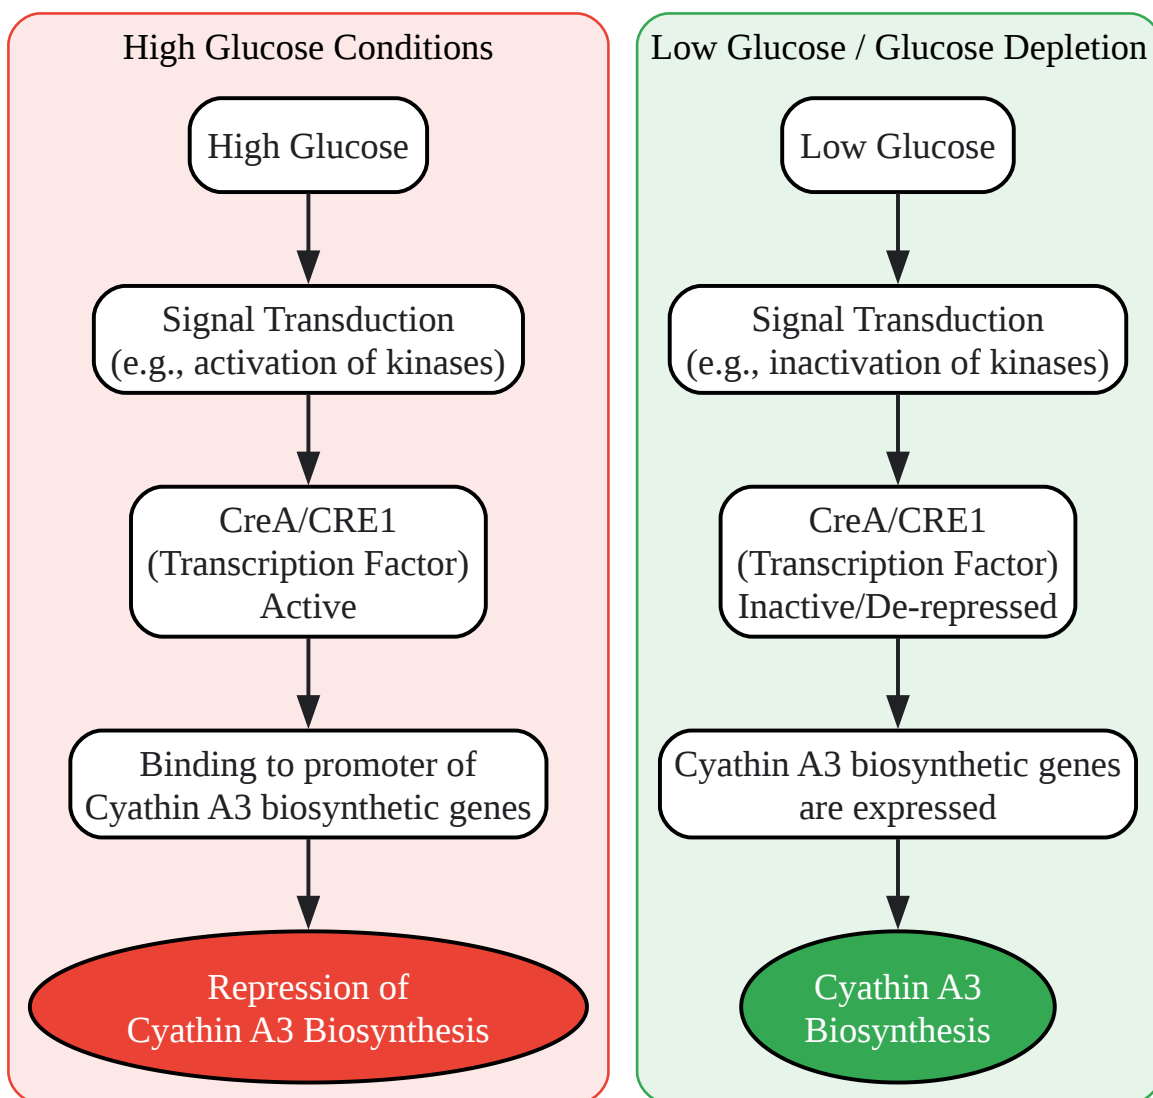 High Glucose Conditions
High Glucose
Signal Transduction
(e.g., activation of kinases)
CreA/CRE1
(Transcription Factor)
Active
Binding to promoter of
Cyathin A3 biosynthetic genes
Repression of
Cyathin A3 Biosynthesis
Low Glucose / Glucose Depletion
Low Glucose
Signal Transduction
(e.g., inactivation of kinases)
CreA/CRE1
(Transcription Factor)
Inactive/De-repressed
Cyathin A3 biosynthetic genes
are expressed
Cyathin A3
Biosynthesis